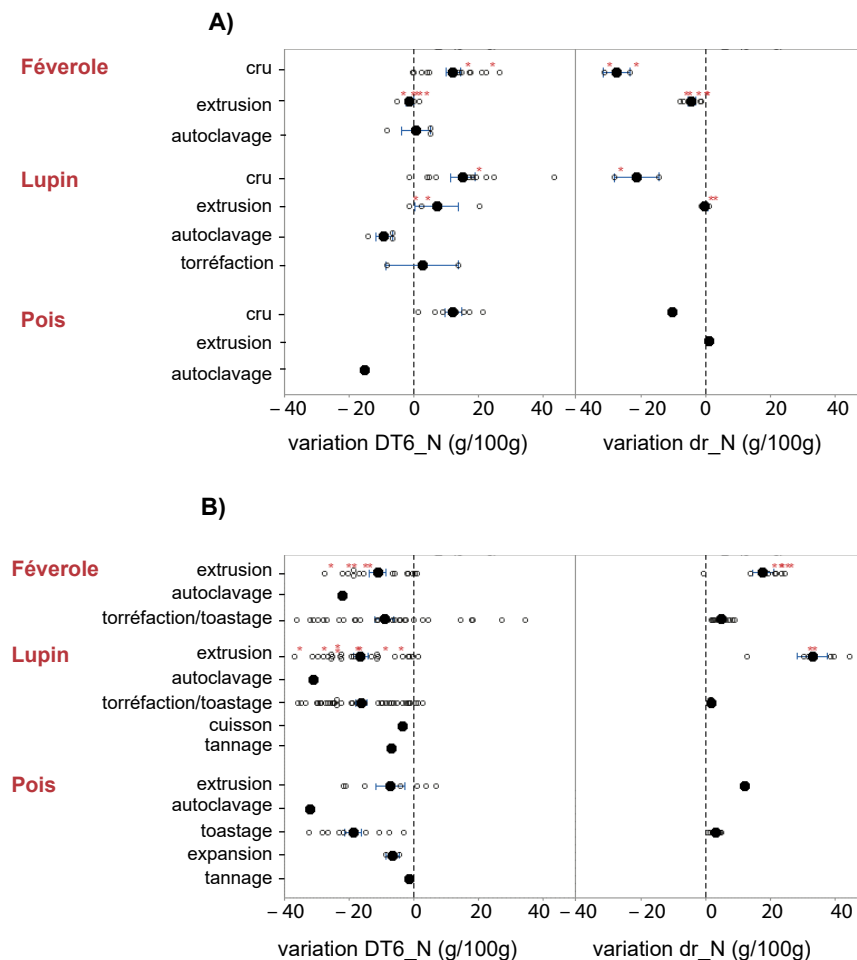 A)
Féverole
cru
extrusion
autoclavage
Lupin
cru
extrusion
autoclavage
torréfaction
Pois
cru
extrusion
autoclavage
– 40 – 20 0 20 40 – 40 – 20 0 20 40
variation DT6_N (g/100g) variation dr_N (g/100g)
B)
Féverole
extrusion
autoclavage
torréfaction/toastage
Lupin
extrusion
autoclavage
torréfaction/toastage
cuisson
tannage
Pois
extrusion
autoclavage
toastage
expansion
tannage
– 40 – 20 0 20 40 – 40 – 20 0 20 40
variation DT6_N (g/100g) variation dr_N (g/100g)